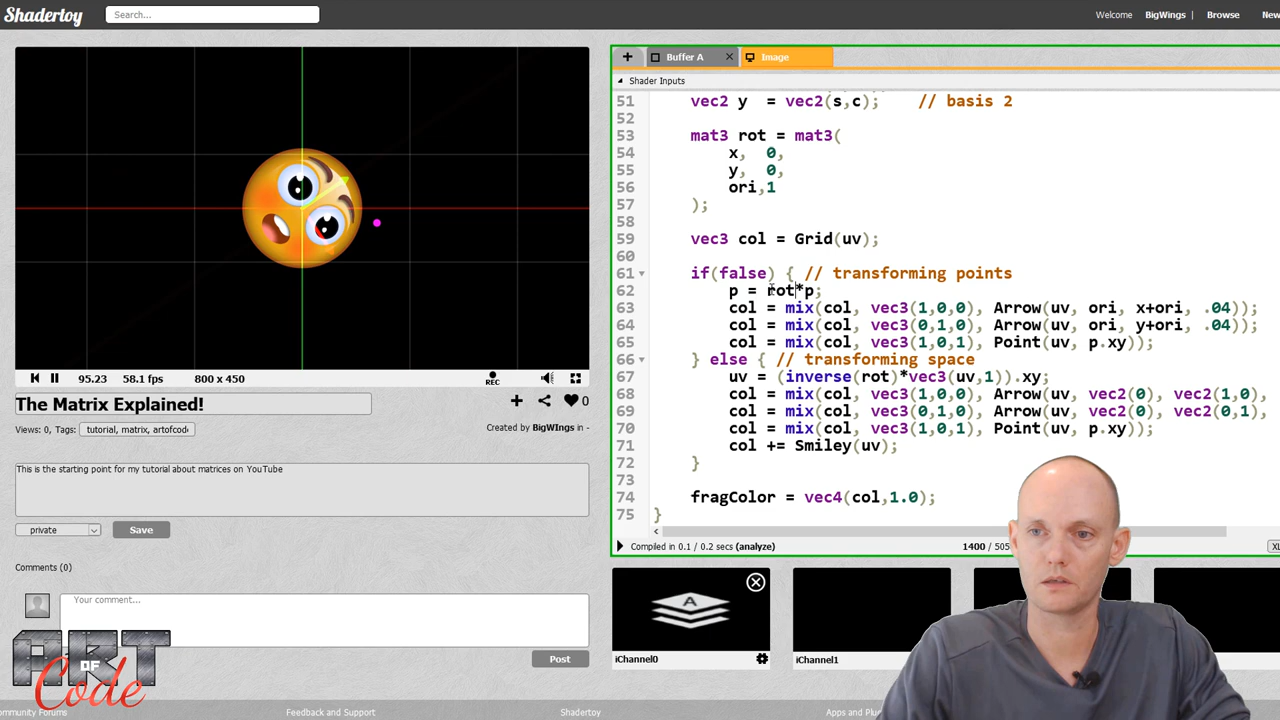 Shadertoy
Search...
Welcome BigWings | Browse New
+ Buffer A × Image
Shader Inputs
51 vec2 y = vec2(s,c); // basis 2
52
53 mat3 rot = mat3(
54 x, 0,
55 y, 0,
56 ori,1
57 );
58
59 vec3 col = Grid(uv);
60
61 if(false) { // transforming points
62 p = rot*p;
63 col = mix(col, vec3(1,0,0), Arrow(uv, ori, x+ori, .04));
64 col = mix(col, vec3(0,1,0), Arrow(uv, ori, y+ori, .04));
65 col = mix(col, vec3(1,0,1), Point(uv, p.xy));
66 } else { // transforming space
67 uv = (inverse(rot)*vec3(uv,1)).xy;
68 col = mix(col, vec3(1,0,0), Arrow(uv, vec2(0), vec2(1,0),
69 col = mix(col, vec3(0,1,0), Arrow(uv, vec2(0), vec2(0,1),
70 col = mix(col, vec3(1,0,1), Point(uv, p.xy));
71 col += Smiley(uv);
72 }
73
74 fragColor = vec4(col,1.0);
75 }
Compiled in 0.1 / 0.2 secs (analyze) 1400 / 505
95.23 58.1 fps 800 x 450 REC
The Matrix Explained!
+ 0
Views: 0, Tags: tutorial, matrix, artofcode
Created by BigWIngs in -
This is the starting point for my tutorial about matrices on YouTube
private Save
Comments (0)
Your comment...
Post
A
iChannel0
iChannel1
ART
OF
Code
ommunity Forums Feedback and Support Shadertoy Apps and Plu